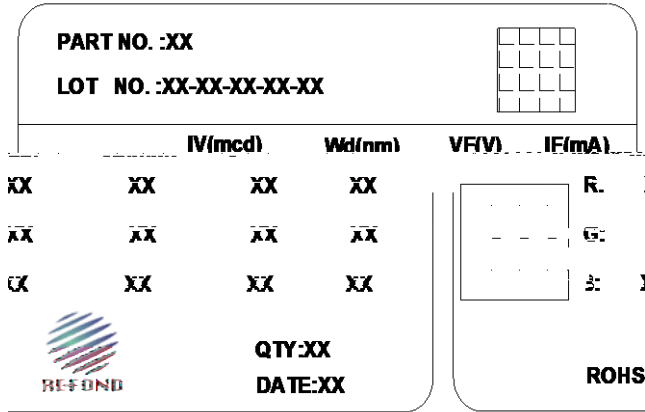 PART NO. :XX
LOT NO. :XX-XX-XX-XX-XX
IV(mcd) Wd(nm) VF(V) IF(mA)
XX XX XX XX R.
XX XX XX XX G:
XX XX XX XX
REFOND
QTY:XX
DATE:XX
ROHS